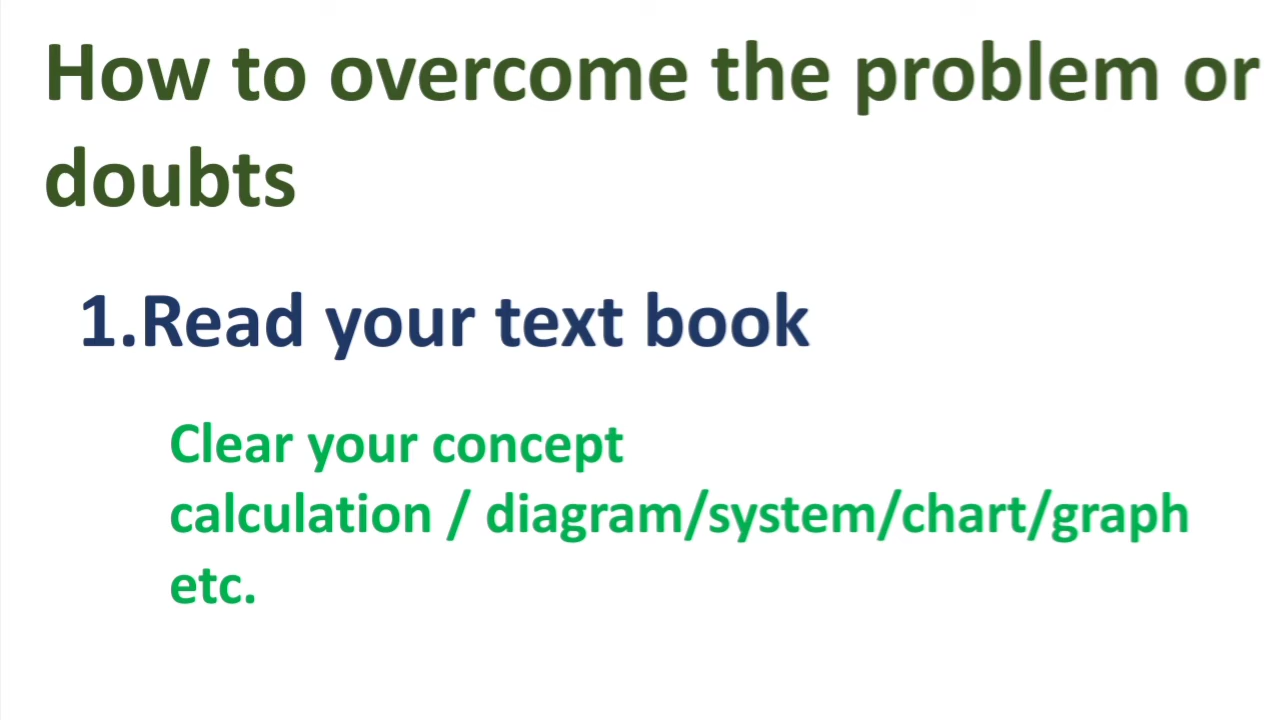 How to overcome the problem or
doubts
1.Read your text book
Clear your concept
calculation / diagram/system/chart/graph
etc.